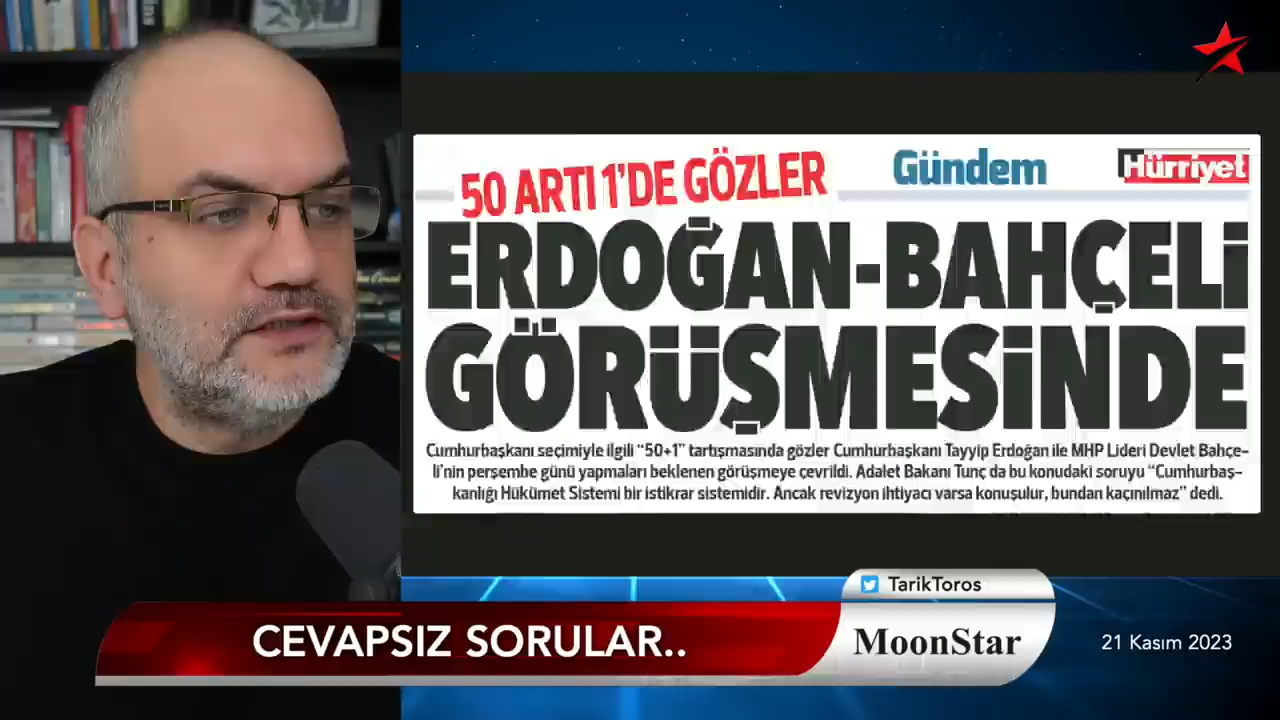 50 ARTI 1'DE GÖZLER
Gündem
Hürriyet
ERDOĞAN-BAHÇELİ
GÖRÜŞMESİNDE
Cumhurbaşkanı seçimiyle ilgili "50+1" tartışmasında gözler Cumhurbaşkanı Tayyip Erdoğan ile MHP Lideri Devlet Bahçe-
li'nin perşembe günü yapmaları beklenen görüşmeye çevrildi. Adalet Bakanı Tunç da bu konudaki soruyu "Cumhurbaş-
kanlığı Hükümet Sistemi bir istikrar sistemidir. Ancak revizyon ihtiyacı varsa konuşulur, bundan kaçınılmaz" dedi.
TarikToros
CEVAPSIZ SORULAR..
MoonStar
21 Kasım 2023